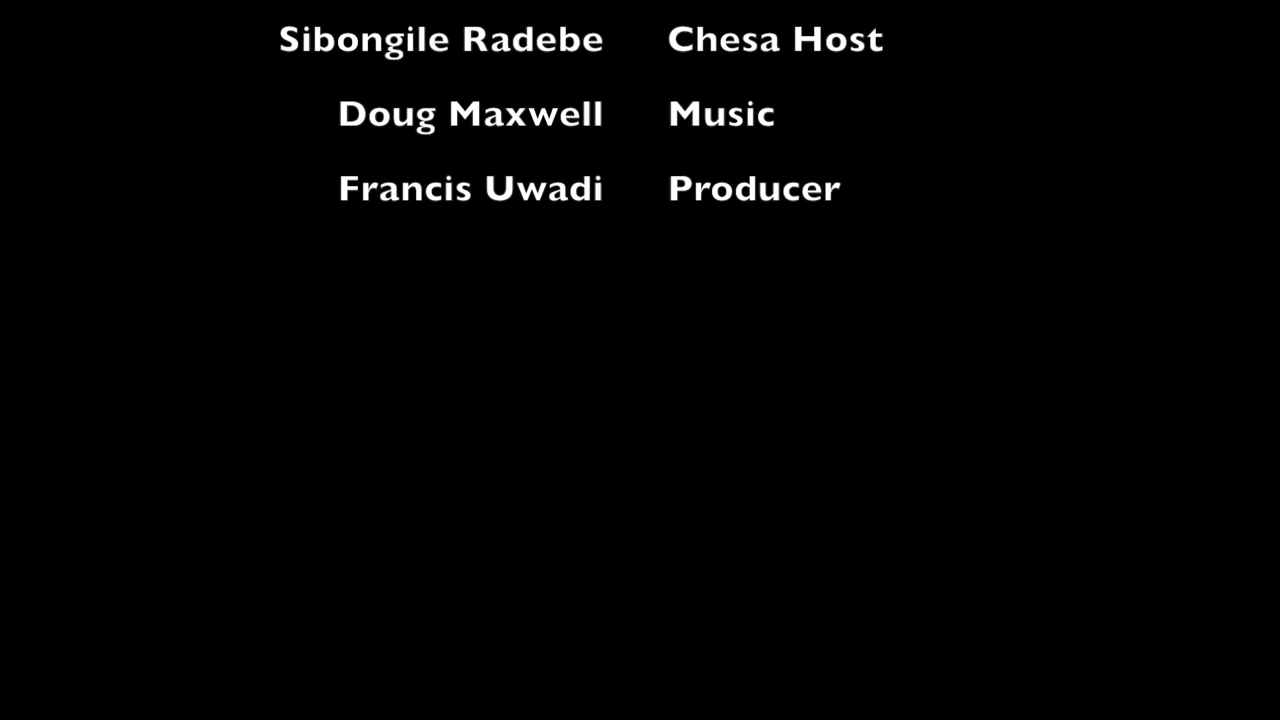 Sibongile Radebe Chesa Host
Doug Maxwell Music
Francis Uwadi Producer